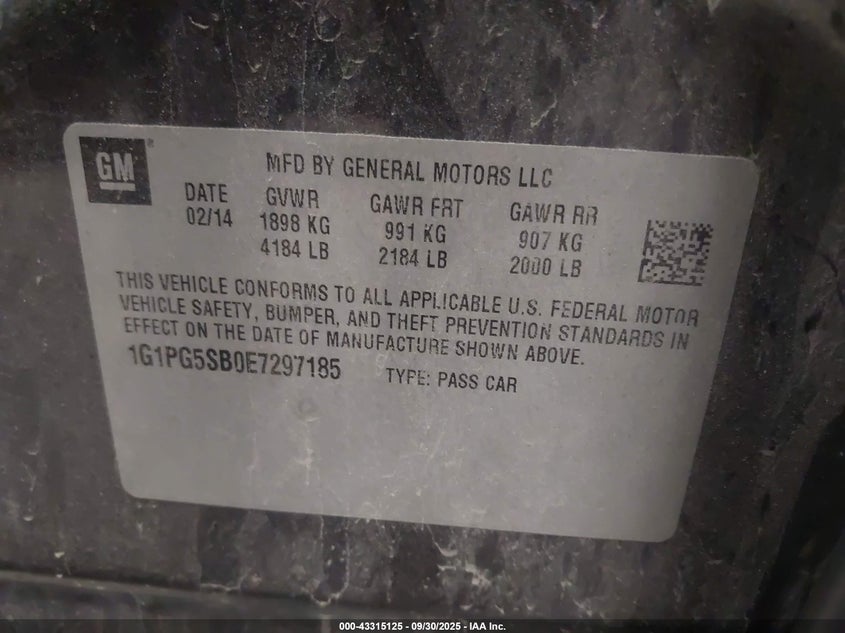 GM ®
MFD BY GENERAL MOTORS LLC
DATE GVWR GAWR FRT GAWR RR
02/14 1898 KG 991 KG 907 KG
4184 LB 2184 LB 2000 LB
THIS VEHICLE CONFORMS TO ALL APPLICABLE U.S. FEDERAL MOTOR
VEHICLE SAFETY, BUMPER, AND THEFT PREVENTION STANDARDS IN
EFFECT ON THE DATE OF MANUFACTURE SHOWN ABOVE.
1G1PG5SB0E7297185 TYPE: PASS CAR
000-43315125 - 09/30/2025 - IAA Inc.